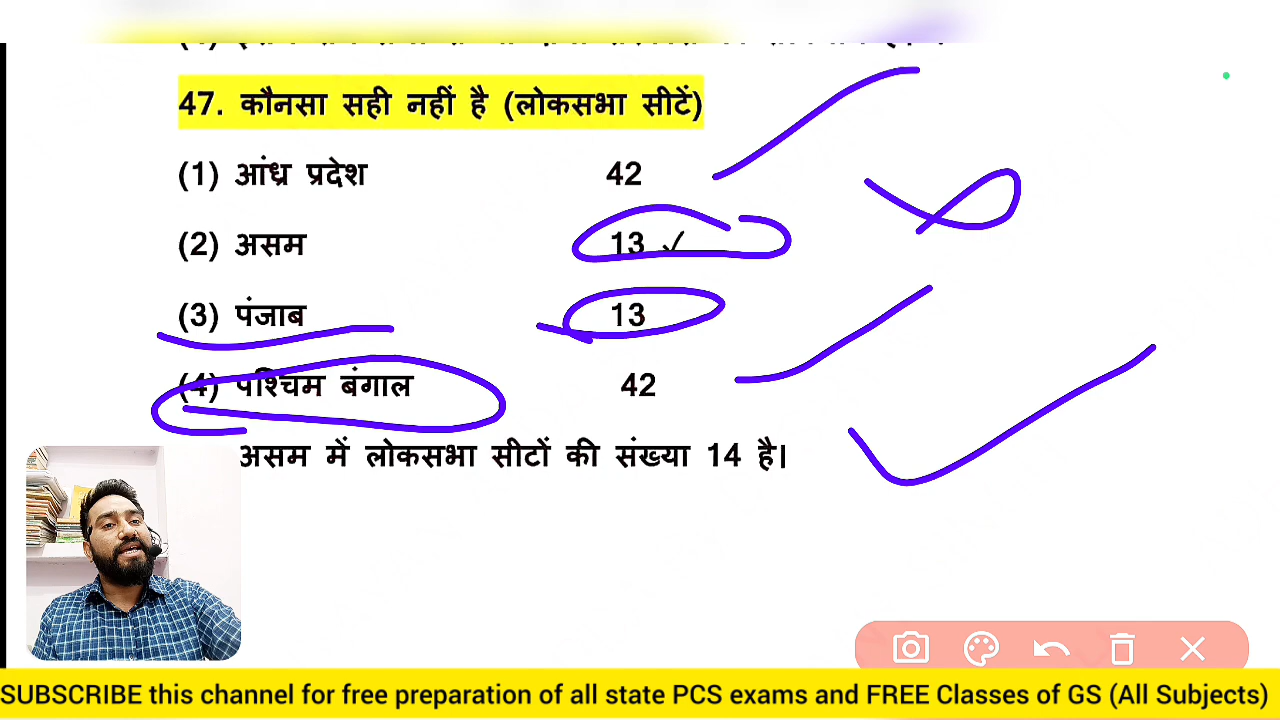 47. कौनसा सही नहीं है (लोकसभा सीटें)
(1) आंध्र प्रदेश 42
(2) असम 13 ✓
(3) पंजाब 13
(4) पश्चिम बंगाल 42
असम में लोकसभा सीटों की संख्या 14 है।
SUBSCRIBE this channel for free preparation of all state PCS exams and FREE Classes of GS (All Subjects)